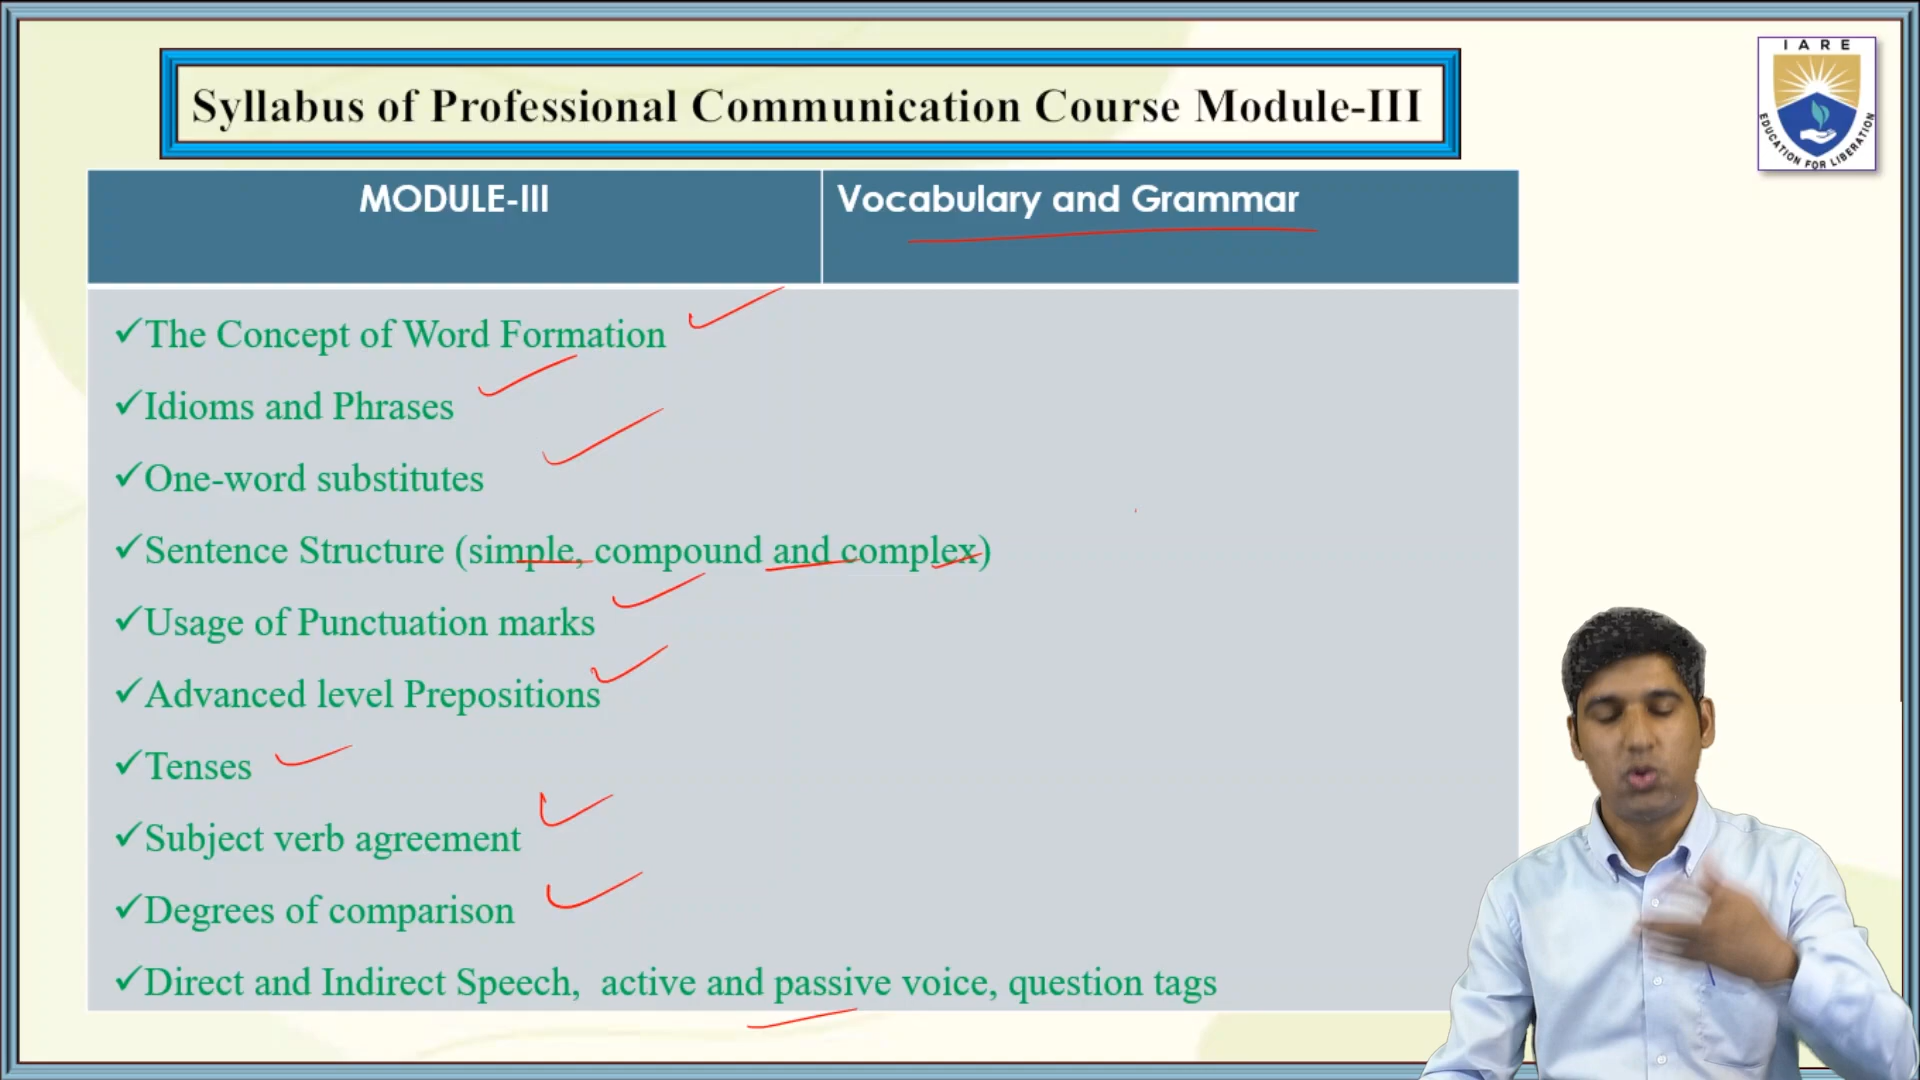 Syllabus of Professional Communication Course Module-III
IARE
EDUCATION FOR LIBERATION
MODULE-III
Vocabulary and Grammar
✓The Concept of Word Formation
✓Idioms and Phrases
✓One-word substitutes
✓Sentence Structure (simple, compound and complex)
✓Usage of Punctuation marks
✓Advanced level Prepositions
✓Tenses
✓Subject verb agreement
✓Degrees of comparison
✓Direct and Indirect Speech, active and passive voice, question tags